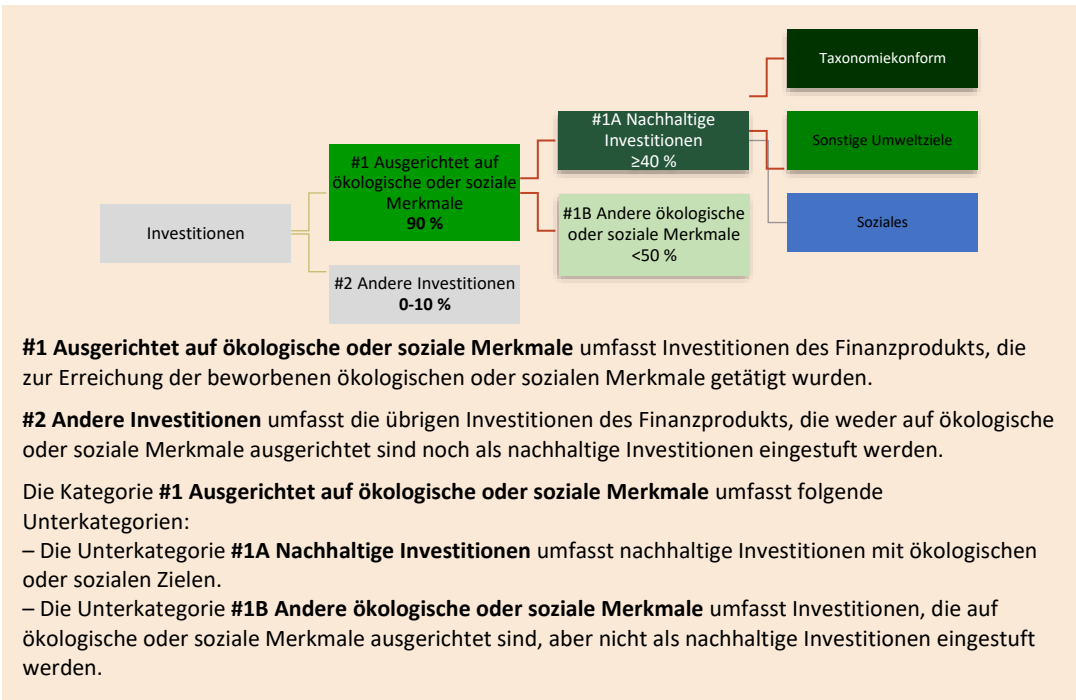 Taxonomiekonform
#1A Nachhaltige
Investitionen
≥40 %
Sonstige Umweltziele
#1 Ausgerichtet auf
ökologische oder soziale
Merkmale
90 %
#1B Andere ökologische
oder soziale Merkmale
<50 %
Soziales
Investitionen
#2 Andere Investitionen
0-10 %
#1 Ausgerichtet auf ökologische oder soziale Merkmale umfasst Investitionen des Finanzprodukts, die
zur Erreichung der beworbenen ökologischen oder sozialen Merkmale getätigt wurden.
#2 Andere Investitionen umfasst die übrigen Investitionen des Finanzprodukts, die weder auf ökologische
oder soziale Merkmale ausgerichtet sind noch als nachhaltige Investitionen eingestuft werden.
Die Kategorie #1 Ausgerichtet auf ökologische oder soziale Merkmale umfasst folgende
Unterkategorien:
– Die Unterkategorie #1A Nachhaltige Investitionen umfasst nachhaltige Investitionen mit ökologischen
oder sozialen Zielen.
– Die Unterkategorie #1B Andere ökologische oder soziale Merkmale umfasst Investitionen, die auf
ökologische oder soziale Merkmale ausgerichtet sind, aber nicht als nachhaltige Investitionen eingestuft
werden.